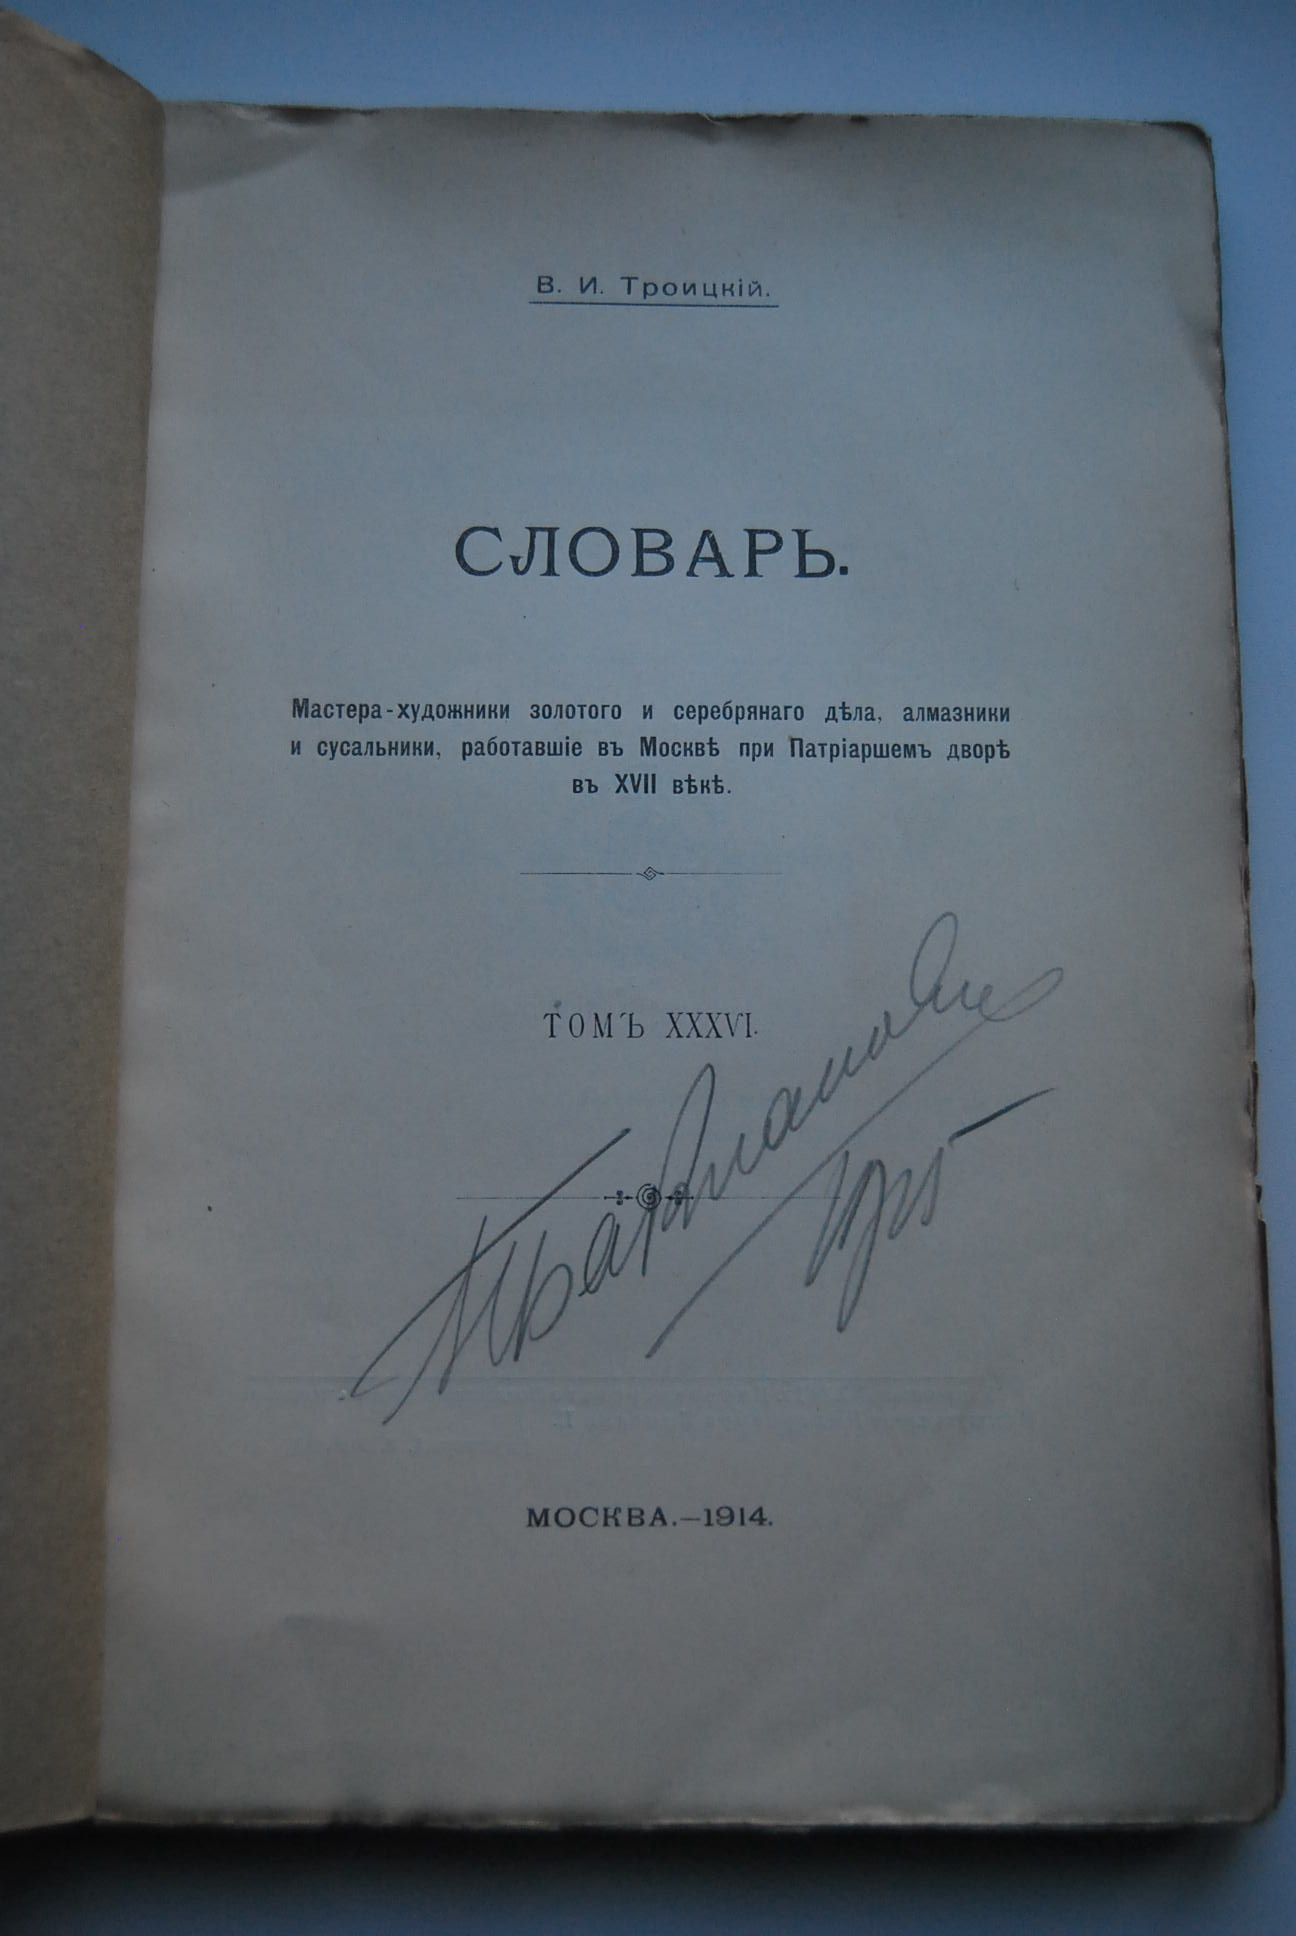 В. И. Троицкій.
СЛОВАРЬ.
Мастера-художники золотого и серебрянаго дѣла, алмазники
и сусальники, работавшіе въ Москвѣ при Патріаршемъ дворѣ
въ XVII вѣкѣ.
ТОМЪ XXXVI.
МОСКВА.—1914.